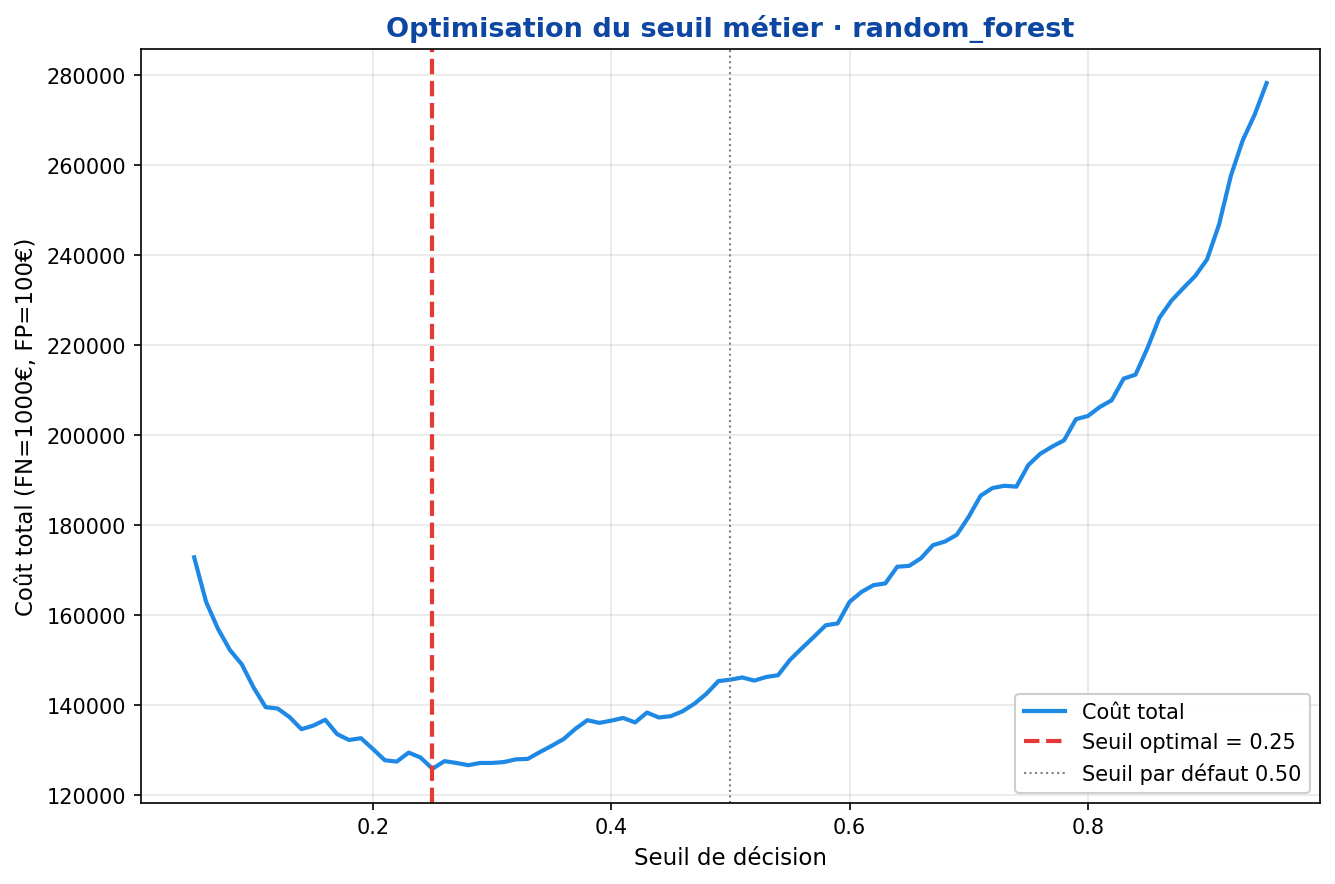 Optimisation du seuil métier · random_forest
Coût total (FN=1000€, FP=100€)
280000
260000
240000
220000
200000
180000
160000
140000
120000
0.2
0.4
0.6
0.8
Seuil de décision
Coût total
Seuil optimal = 0.25
Seuil par défaut 0.50